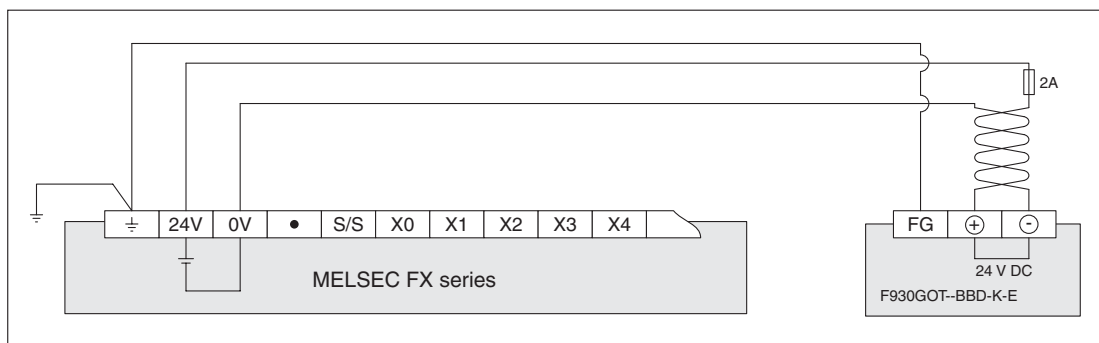 2A
24V 0V • S/S X0 X1 X2 X3 X4
FG + -
24 V DC
MELSEC FX series
F930GOT--BBD-K-E